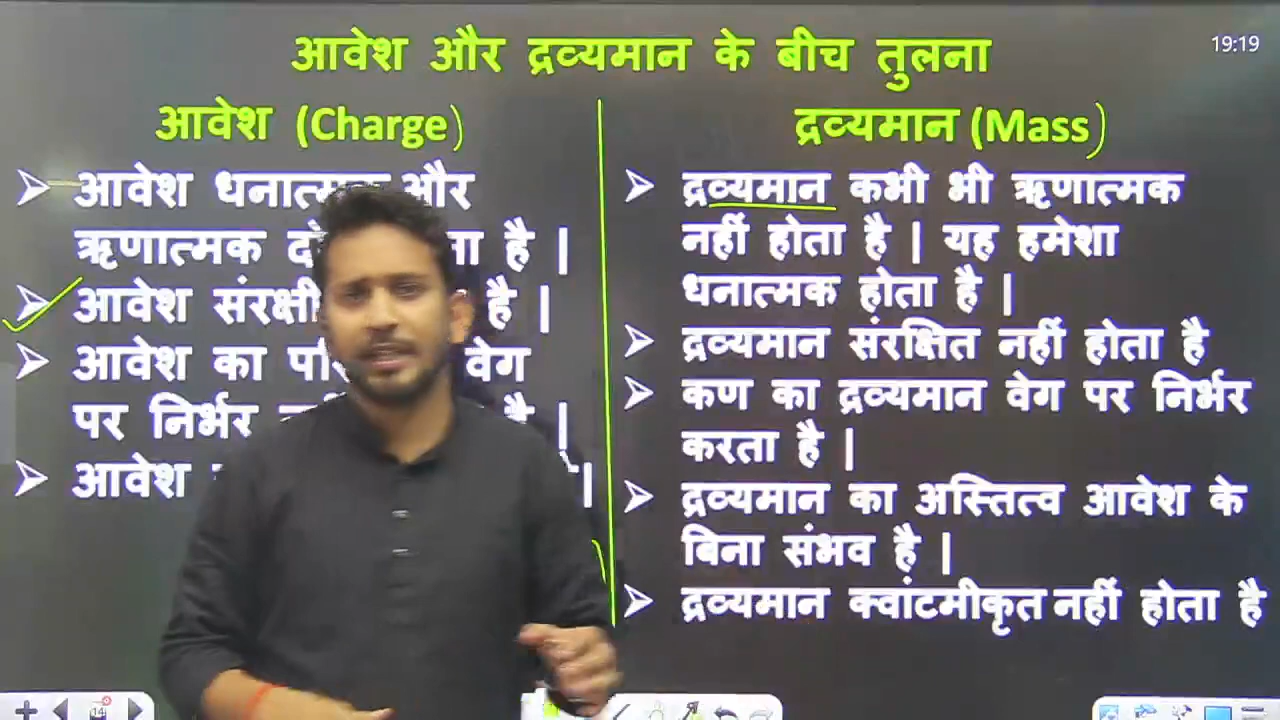 आवेश और द्रव्यमान के बीच तुलना
19:19
आवेश (Charge)
आवेश धनात्मक और
ऋणात्मक है |
आवेश है |
आवेश का वेग
पर निर्भर है |
आवेश |
द्रव्यमान (Mass)
द्रव्यमान कभी भी ऋणात्मक
नहीं होता है | यह हमेशा
धनात्मक होता है |
द्रव्यमान संरक्षित नहीं होता है
कण का द्रव्यमान वेग पर निर्भर
करता है |
द्रव्यमान का अस्तित्व आवेश के
बिना संभव है |
द्रव्यमान क्वांटमीकृत नहीं होता है